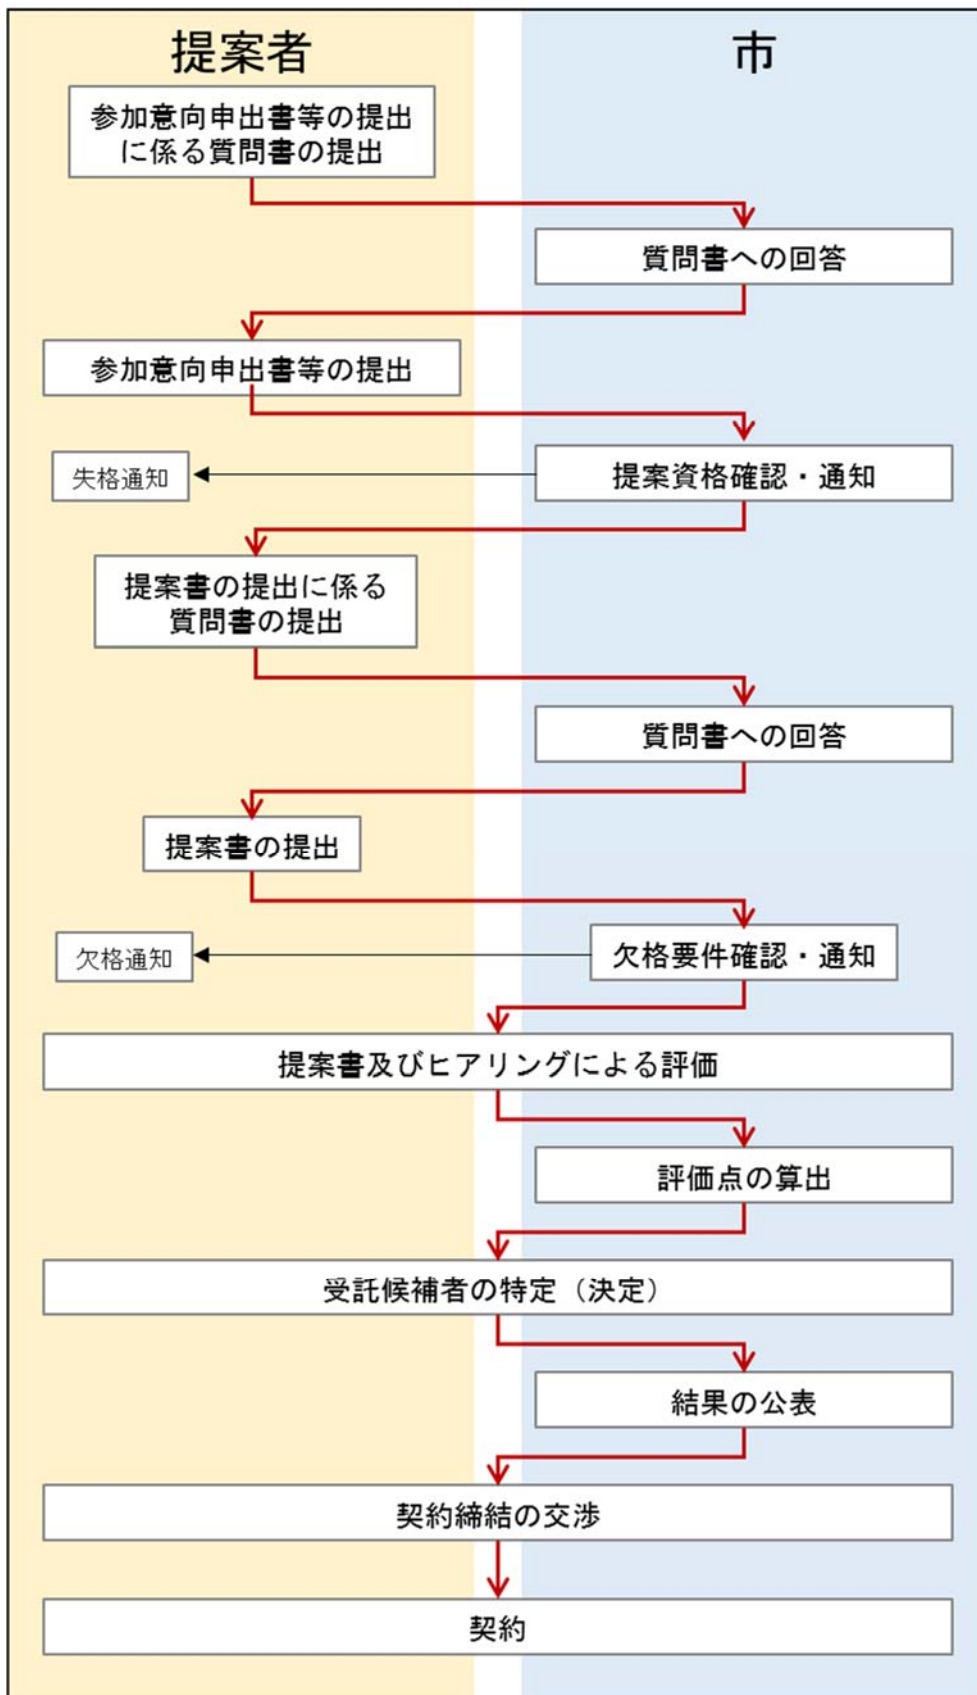 提案者
市
参加意向申出書等の提出
に係る質問書の提出
質問書への回答
参加意向申出書等の提出
失格通知
提案資格確認・通知
提案書の提出に係る
質問書の提出
質問書への回答
提案書の提出
欠格通知
欠格要件確認・通知
提案書及びヒアリングによる評価
評価点の算出
受託候補者の特定（決定）
結果の公表
契約締結の交渉
契約